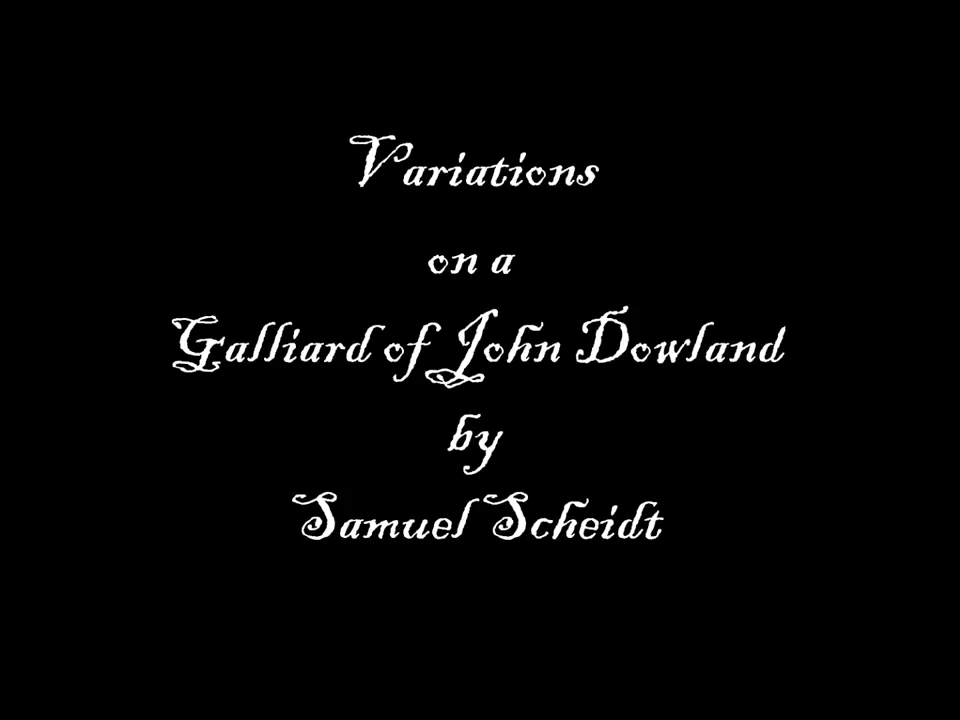 Variations
on a
Galliard of John Dowland
by
Samuel Scheidt